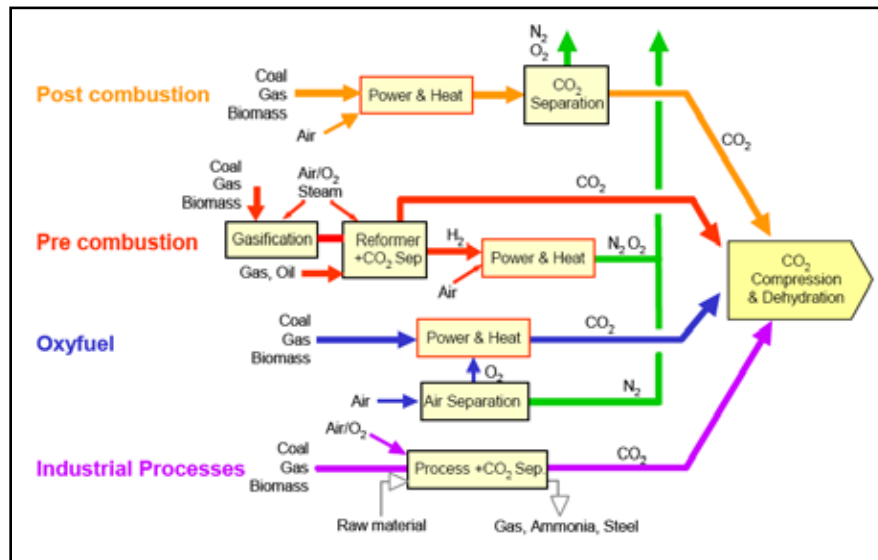 N₂
O₂
Post combustion
Coal
Gas
Biomass
Air
Power & Heat
CO₂
Separation
CO₂
Pre combustion
Coal
Gas
Biomass
Air/O₂
Steam
Gasification
Gas, Oil
Reformer
+CO₂ Sep
CO₂
H₂
Air
Power & Heat
N₂ O₂
CO₂
Compression
& Dehydration
Oxyfuel
Coal
Gas
Biomass
Power & Heat
CO₂
O₂
Air
Air Separation
N₂
Industrial Processes
Air/O₂
Coal
Gas
Biomass
Process +CO₂ Sep.
CO₂
Raw material
Gas, Ammonia, Steel